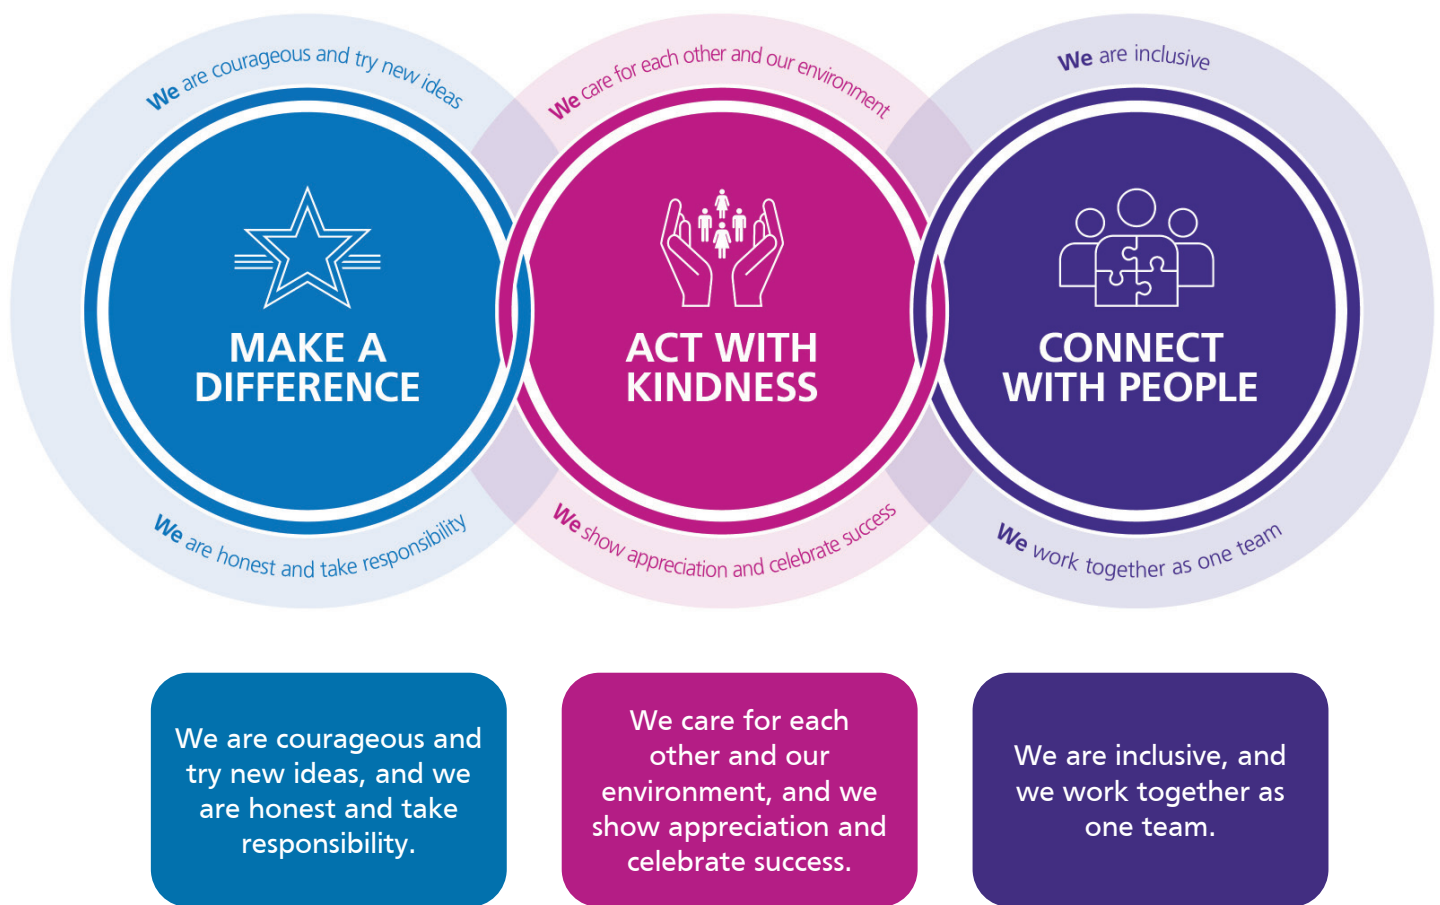 We are courageous and try new ideas
MAKE A
DIFFERENCE
We are honest and take responsibility
We care for each other and our environment
ACT WITH
KINDNESS
We show appreciation and celebrate success
We are inclusive
CONNECT
WITH PEOPLE
We work together as one team
We are courageous and
try new ideas, and we
are honest and take
responsibility.
We care for each
other and our
environment, and we
show appreciation and
celebrate success.
We are inclusive, and
we work together as
one team.